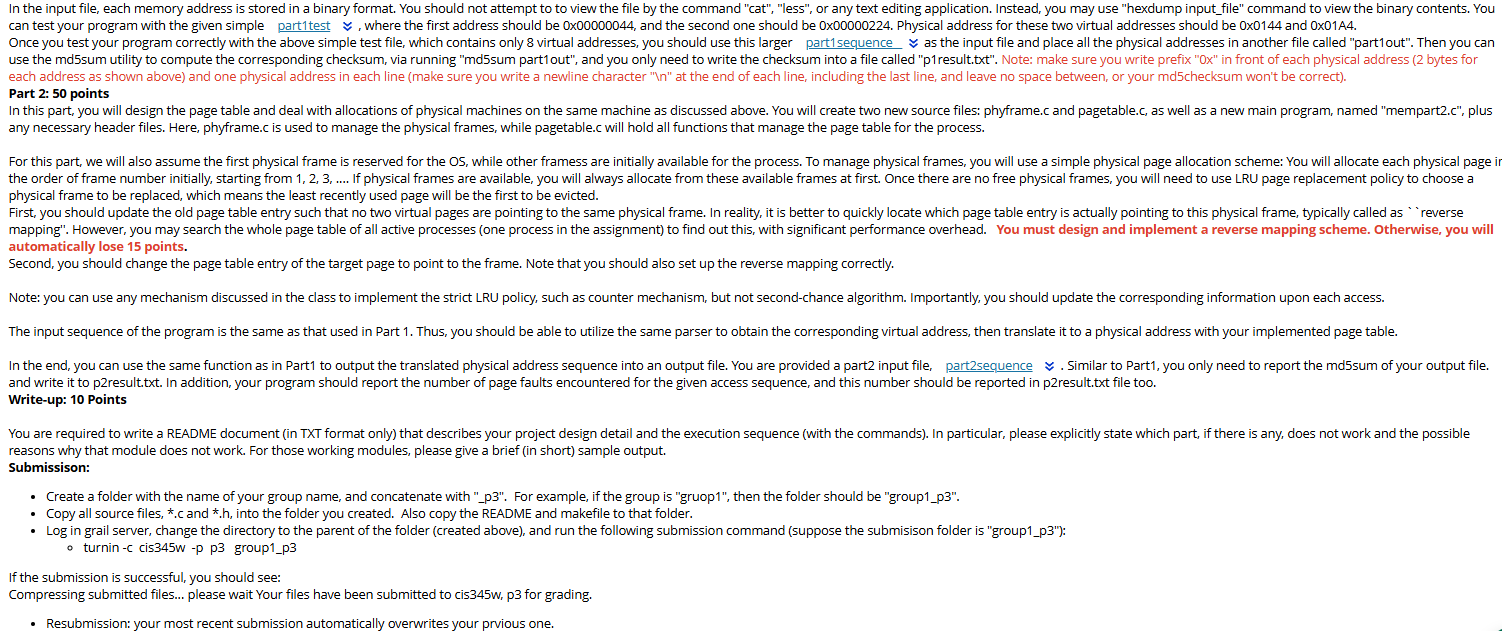 In the input file, each memory address is stored in a binary format. You should not attempt to to view the file by the command "cat", "less", or any text editing application. Instead, you may use "hexdump input_file" command to view the binary contents. You
can test your program with the given simple part1test , where the first address should be 0x00000044, and the second one should be 0x00000224. Physical address for these two virtual addresses should be 0x0144 and 0x01A4.
Once you test your program correctly with the above simple test file, which contains only 8 virtual addresses, you should use this larger part1sequence as the input file and place all the physical addresses in another file called "part1out". Then you can
use the md5sum utility to compute the corresponding checksum, via running "md5sum part1out", and you only need to write the checksum into a file called "p1result.txt". Note: make sure you write prefix "0x" in front of each physical address (2 bytes for
each address as shown above) and one physical address in each line (make sure you write a newline character "\n" at the end of each line, including the last line, and leave no space between, or your md5checksum won't be correct).
Part 2: 50 points
In this part, you will design the page table and deal with allocations of physical machines on the same machine as discussed above. You will create two new source files: phyframe.c and pagetable.c, as well as a new main program, named "mempart2.c", plus
any necessary header files. Here, phyframe.c is used to manage the physical frames, while pagetable.c will hold all functions that manage the page table for the process.
For this part, we will also assume the first physical frame is reserved for the OS, while other framess are initially available for the process. To manage physical frames, you will use a simple physical page allocation scheme: You will allocate each physical page in
the order of frame number initially, starting from 1, 2, 3, .... If physical frames are available, you will always allocate from these available frames at first. Once there are no free physical frames, you will need to use LRU page replacement policy to choose a
physical frame to be replaced, which means the least recently used page will be the first to be evicted.
First, you should update the old page table entry such that no two virtual pages are pointing to the same physical frame. In reality, it is better to quickly locate which page table entry is actually pointing to this physical frame, typically called as ``reverse
mapping". However, you may search the whole page table of all active processes (one process in the assignment) to find out this, with significant performance overhead. You must design and implement a reverse mapping scheme. Otherwise, you will
automatically lose 15 points.
Second, you should change the page table entry of the target page to point to the frame. Note that you should also set up the reverse mapping correctly.
Note: you can use any mechanism discussed in the class to implement the strict LRU policy, such as counter mechanism, but not second-chance algorithm. Importantly, you should update the corresponding information upon each access.
The input sequence of the program is the same as that used in Part 1. Thus, you should be able to utilize the same parser to obtain the corresponding virtual address, then translate it to a physical address with your implemented page table.
In the end, you can use the same function as in Part1 to output the translated physical address sequence into an output file. You are provided a part2 input file, part2sequence . Similar to Part1, you only need to report the md5sum of your output file.
and write it to p2result.txt. In addition, your program should report the number of page faults encountered for the given access sequence, and this number should be reported in p2result.txt file too.
Write-up: 10 Points
You are required to write a README document (in TXT format only) that describes your project design detail and the execution sequence (with the commands). In particular, please explicitly state which part, if there is any, does not work and the possible
reasons why that module does not work. For those working modules, please give a brief (in short) sample output.
Submissison:
• Create a folder with the name of your group name, and concatenate with "_p3". For example, if the group is "gruop1", then the folder should be "group1_p3".
• Copy all source files, *.c and *.h, into the folder you created. Also copy the README and makefile to that folder.
• Log in grail server, change the directory to the parent of the folder (created above), and run the following submission command (suppose the submisison folder is "group1_p3"):
◦ turnin -c cis345w -p p3 group1_p3
If the submission is successful, you should see:
Compressing submitted files... please wait Your files have been submitted to cis345w, p3 for grading.
• Resubmission: your most recent submission automatically overwrites your prvious one.